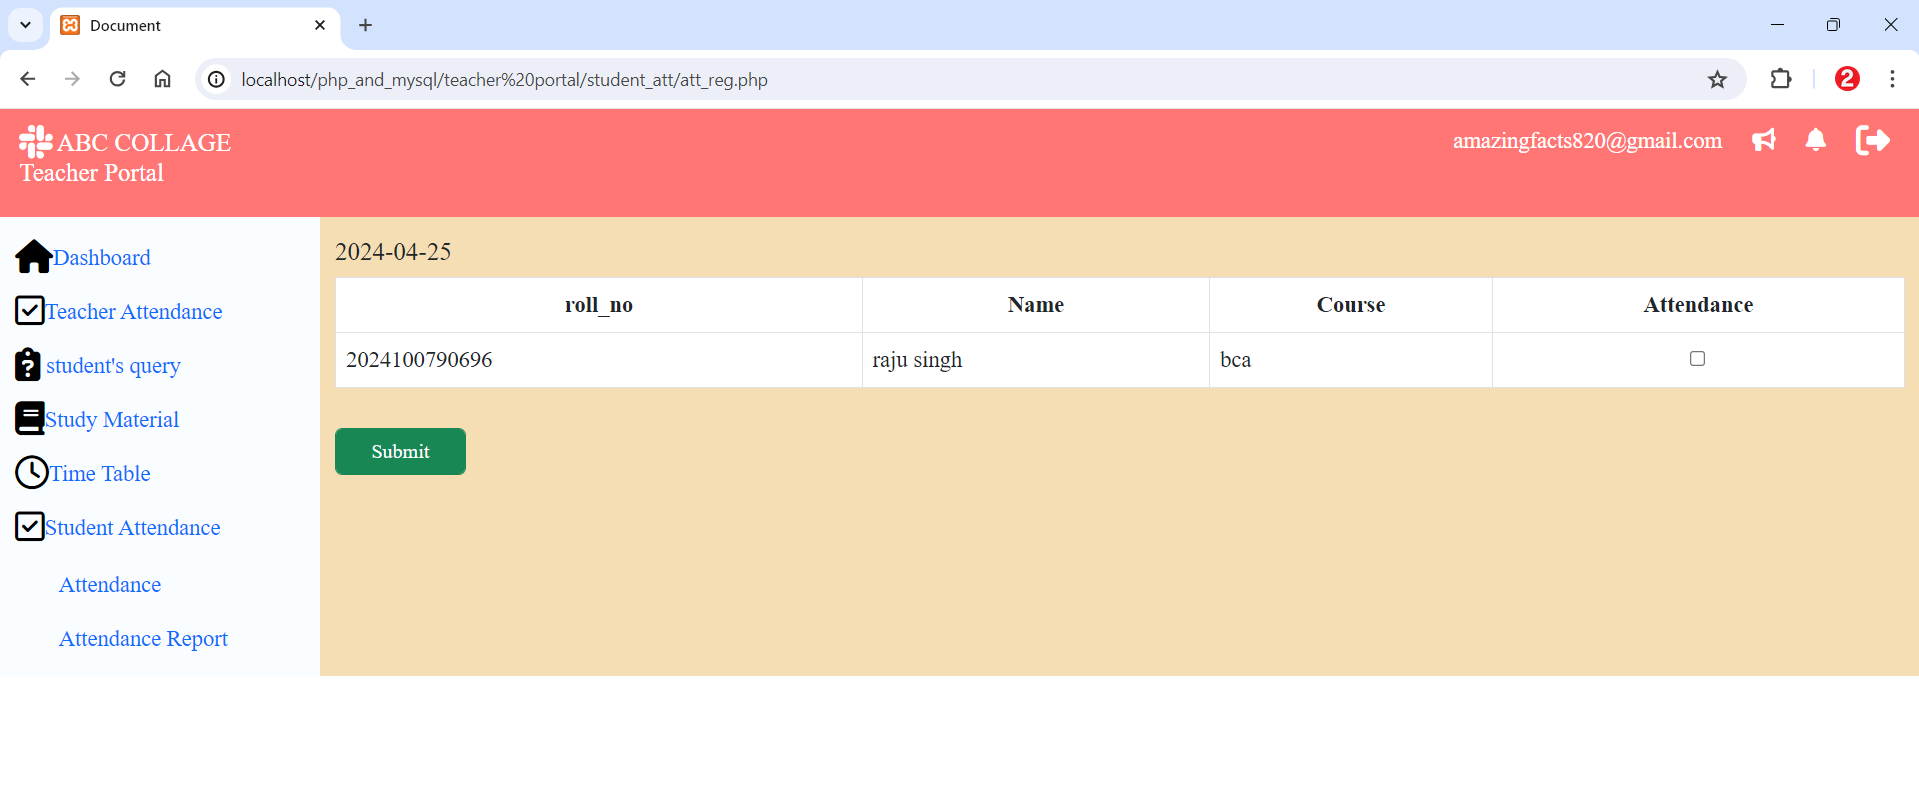 Document
localhost/php_and_mysql/teacher%20portal/student_att/att_reg.php
2
ABC COLLAGE
Teacher Portal
amazingfacts820@gmail.com
Dashboard
Teacher Attendance
student's query
Study Material
Time Table
Student Attendance
Attendance
Attendance Report
2024-04-25
roll_no Name Course Attendance
2024100790696 raju singh bca
Submit